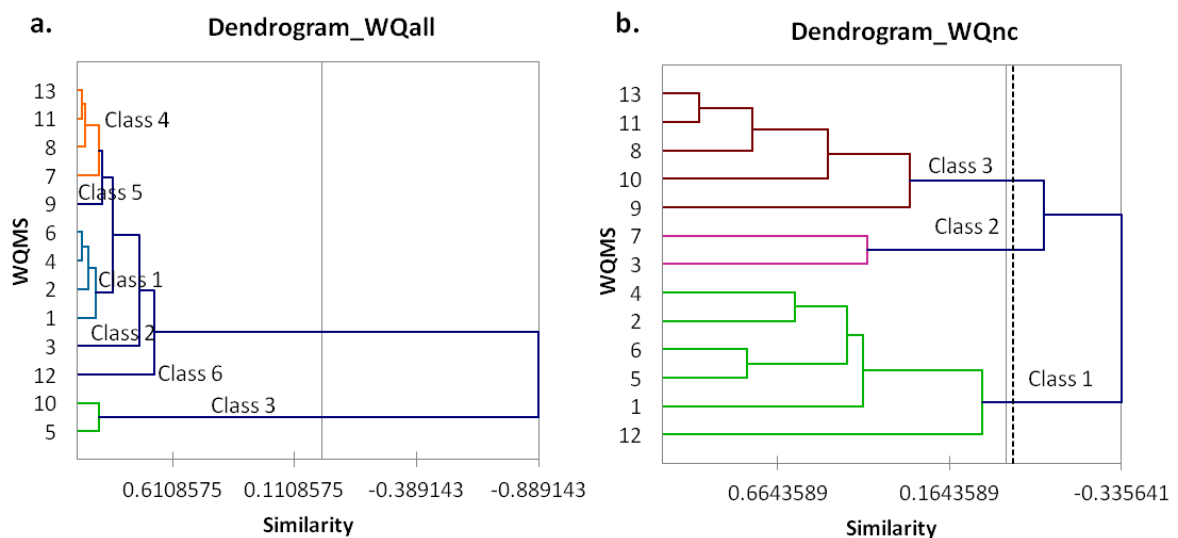 a.
Dendrogram_WQall
13
11
8
7
9
6
4
2
1
3
12
10
5
WQMS
Class 4
Class 5
Class 1
Class 2
Class 6
Class 3
0.6108575 0.1108575 -0.389143 -0.889143
Similarity
b.
Dendrogram_WQnc
13
11
8
10
9
7
3
4
2
6
5
1
12
WQMS
Class 3
Class 2
Class 1
0.6643589 0.1643589 -0.335641
Similarity